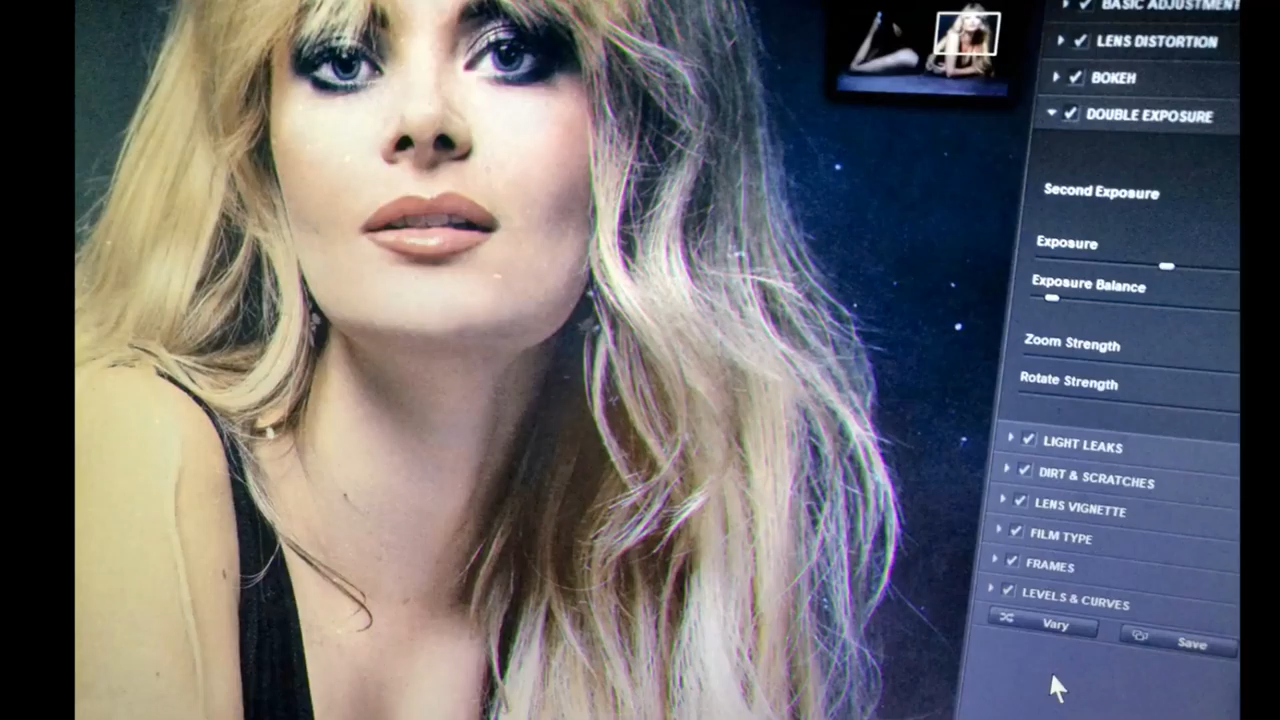 BASIC ADJUSTMENT
LENS DISTORTION
BOKEH
DOUBLE EXPOSURE
Second Exposure
Exposure
Exposure Balance
Zoom Strength
Rotate Strength
LIGHT LEAKS
DIRT & SCRATCHES
LENS VIGNETTE
FILM TYPE
FRAMES
LEVELS & CURVES
Vary
Save